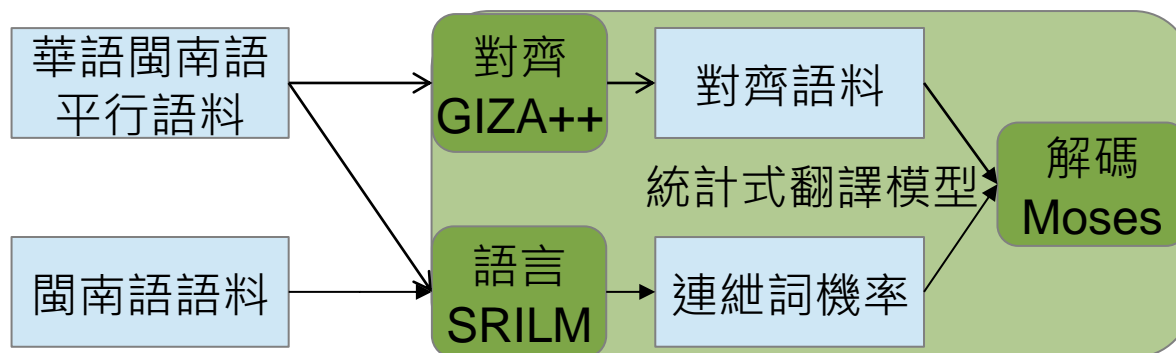 華語閩南語
平行語料
對齊
GIZA++
對齊語料
統計式翻譯模型
解碼
Moses
閩南語語料
語言
SRILM
連紲詞機率